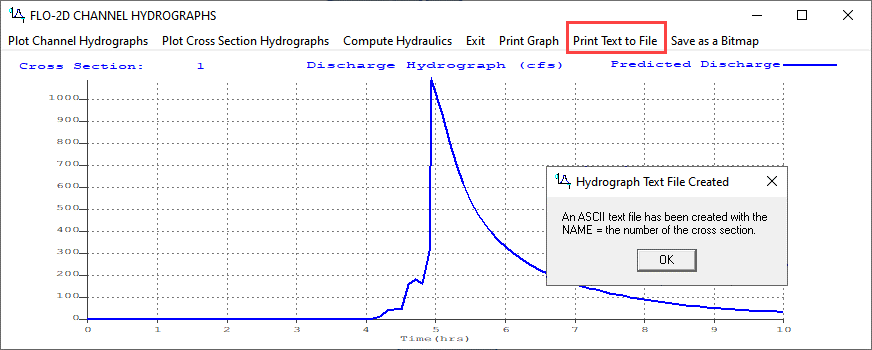 FLO-2D CHANNEL HYDROGRAPHS
Plot Channel Hydrographs Plot Cross Section Hydrographs Compute Hydraulics Exit Print Graph Print Text to File Save as a Bitmap
Cross Section: 1 Discharge Hydrograph (cfs) Predicted Discharge
1000
900
800
700
600
500
400
300
200
100
0
0 1 2 3 4 5 6 7 8 9 10
Time(hrs)
Hydrograph Text File Created
An ASCII text file has been created with the
NAME = the number of the cross section.
OK